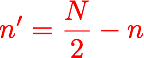 n′ = N/2 − n